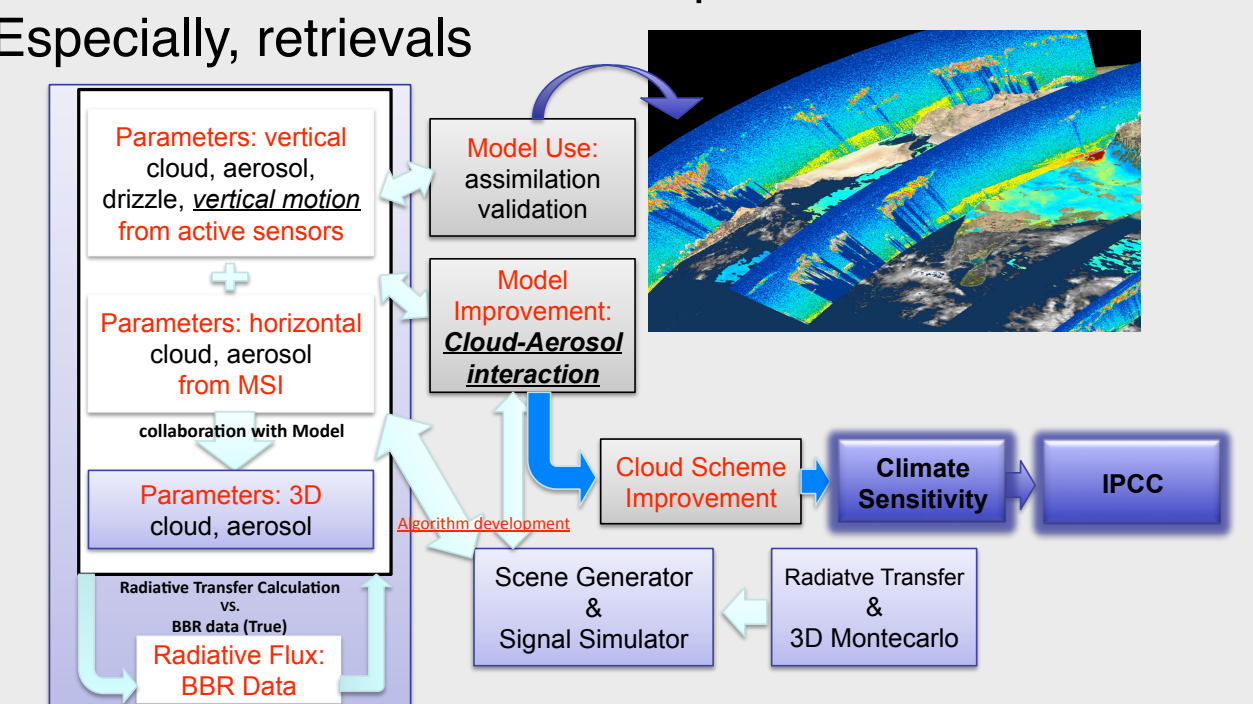 Especially, retrievals
Parameters: vertical
cloud, aerosol,
drizzle, vertical motion
from active sensors
Parameters: horizontal
cloud, aerosol
from MSI
collaboration with Model
Parameters: 3D
cloud, aerosol
Radiative Transfer Calculation
VS.
BBR data (True)
Radiative Flux:
BBR Data
Model Use:
assimilation
validation
Model
Improvement:
Cloud-Aerosol
interaction
Cloud Scheme
Improvement
Climate
Sensitivity
IPCC
Algorithm development
Scene Generator
&
Signal Simulator
Radiatve Transfer
&
3D Montecarlo